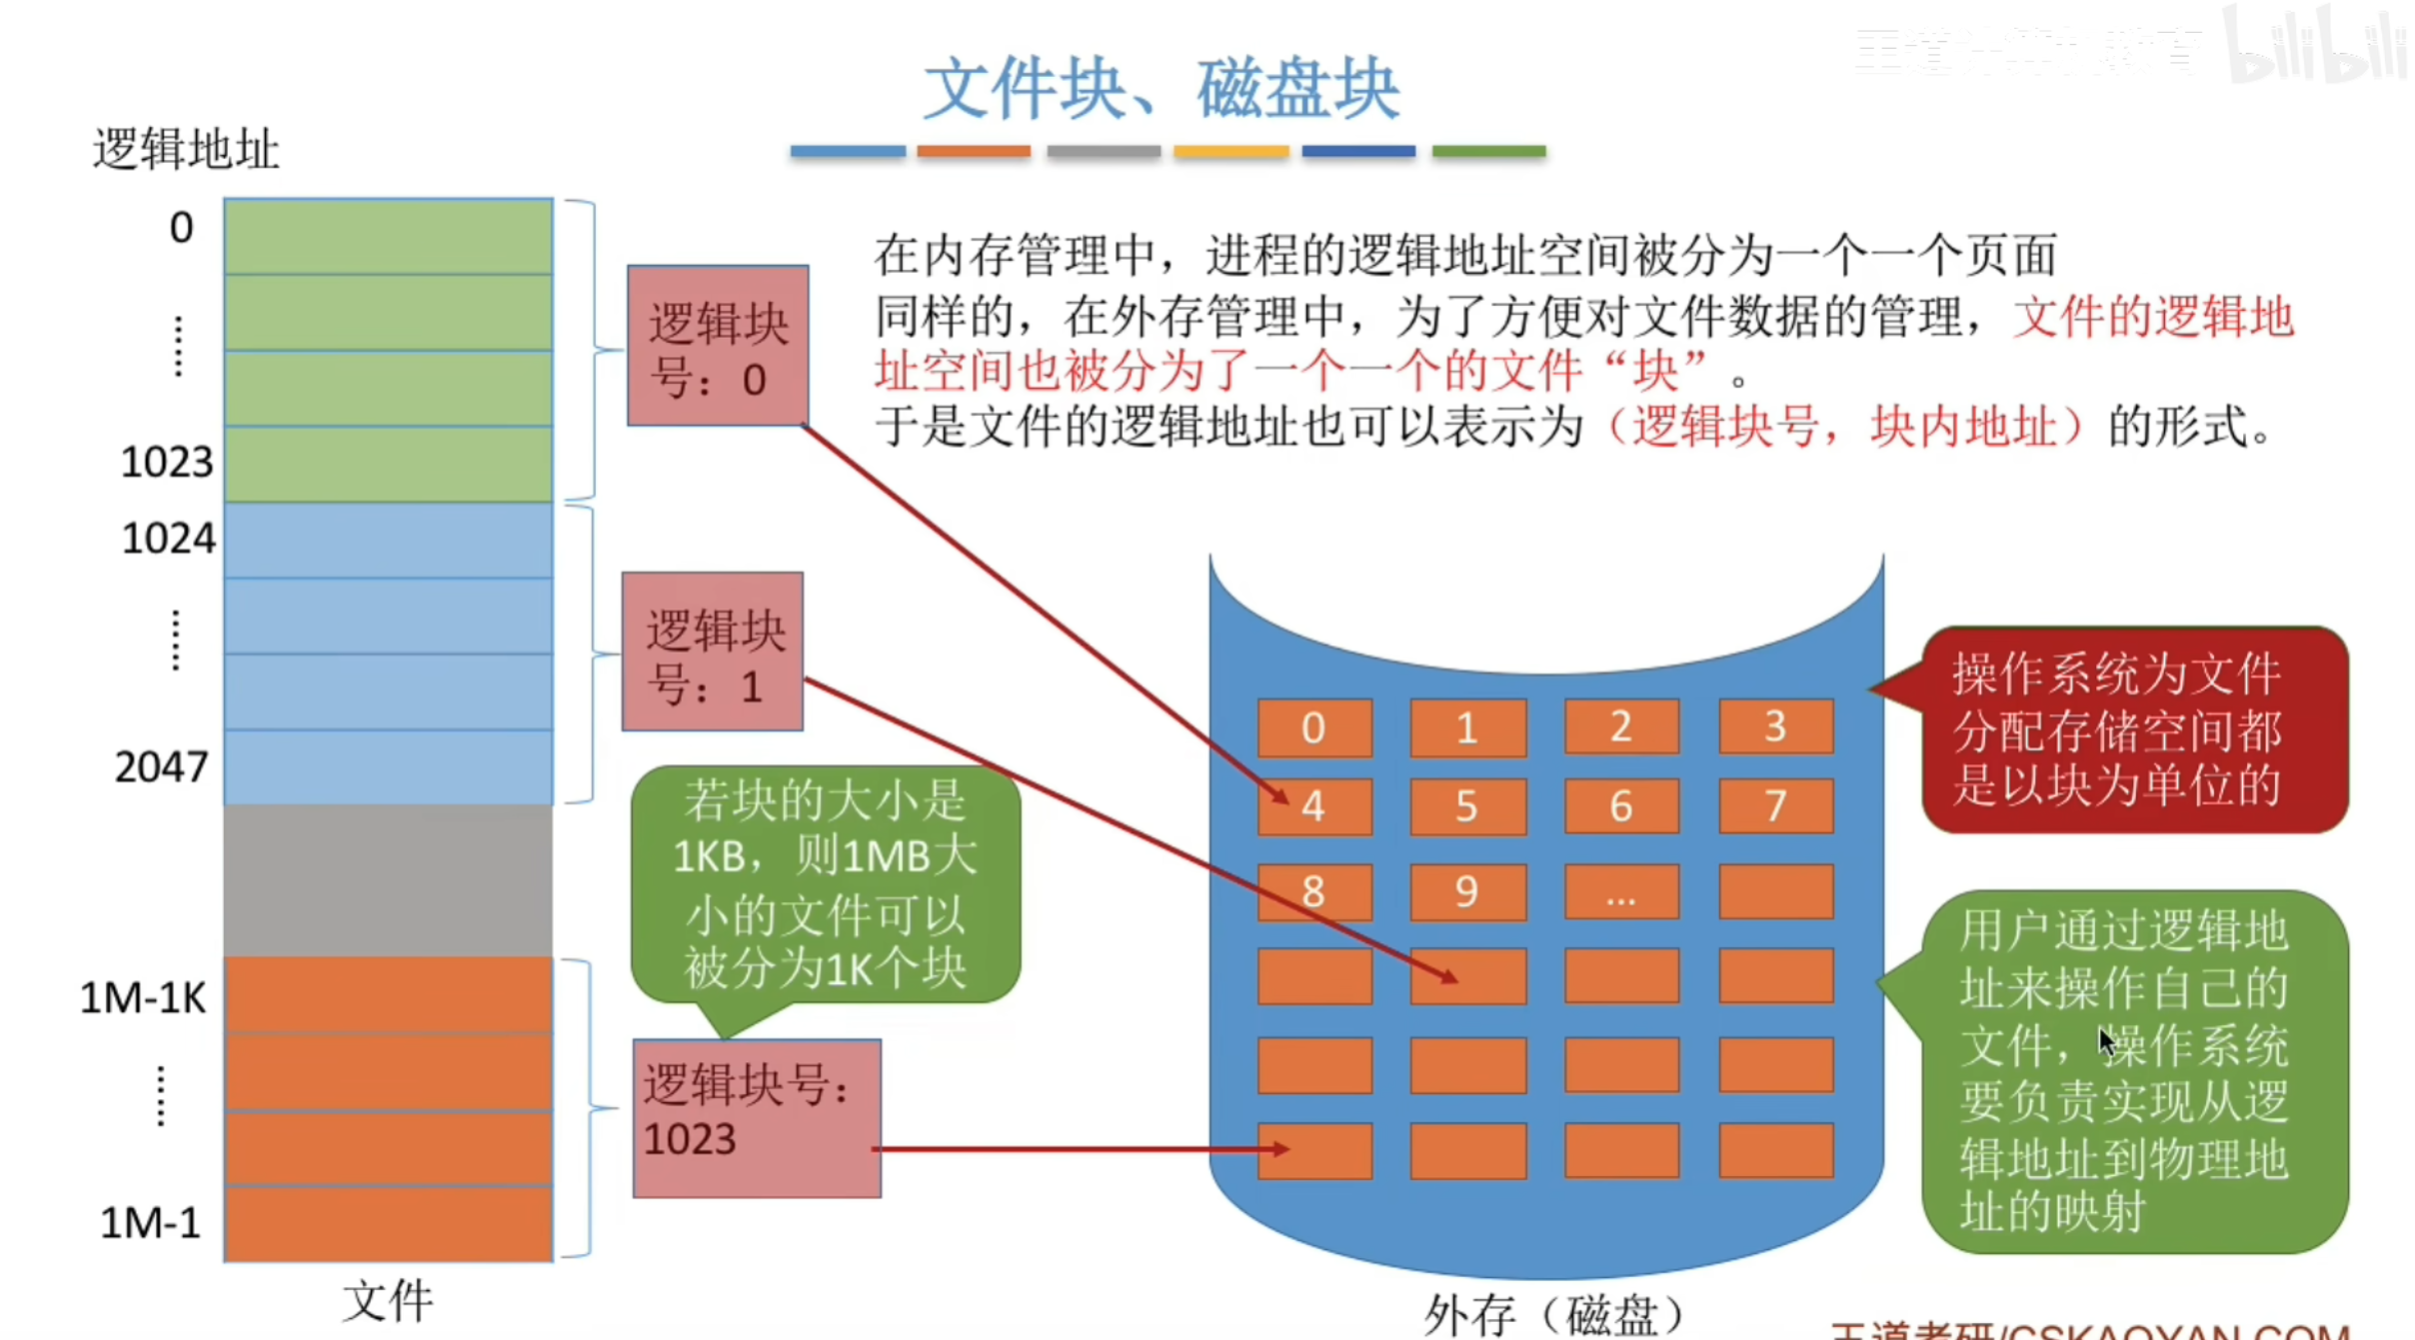 王道计算机教育 bilibili
文件块、磁盘块
逻辑地址
0
……
1023
1024
……
2047
1M-1K
……
1M-1
文件
逻辑块
号：0
逻辑块
号：1
若块的大小是
1KB，则1MB大
小的文件可以
被分为1K个块
逻辑块号：
1023
在内存管理中，进程的逻辑地址空间被分为一个一个页面
同样的，在外存管理中，为了方便对文件数据的管理，文件的逻辑地
址空间也被分为了一个一个的文件“块”。
于是文件的逻辑地址也可以表示为（逻辑块号，块内地址）的形式。
0 1 2 3
4 5 6 7
8 9 …
外存（磁盘）
操作系统为文件
分配存储空间都
是以块为单位的
用户通过逻辑地
址来操作自己的
文件，操作系统
要负责实现从逻
辑地址到物理地
址的映射
王道考研/CSKAOYAN.COM